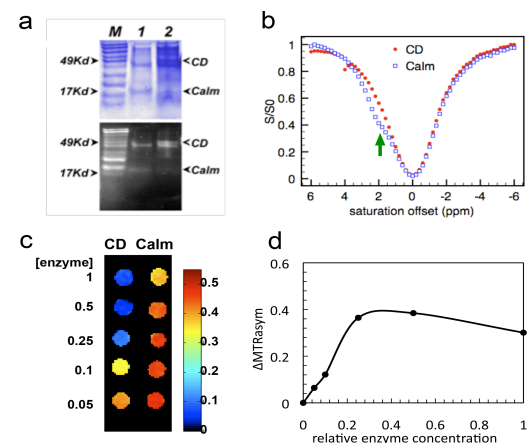 a
M 1 2
49Kd CD
17Kd Calm
49Kd CD
17Kd Calm
b
S/S0
1
0.8
0.6
0.4
0.2
0
CD
Calm
6 4 2 0 -2 -4 -6
saturation offset (ppm)
c
CD Calm
[enzyme]
1
0.5
0.25
0.1
0.05
0.5
0.4
0.3
0.2
0.1
0
d
ΔMTRasym
0.6
0.4
0.2
0
0 0.2 0.4 0.6 0.8 1
relative enzyme concentration